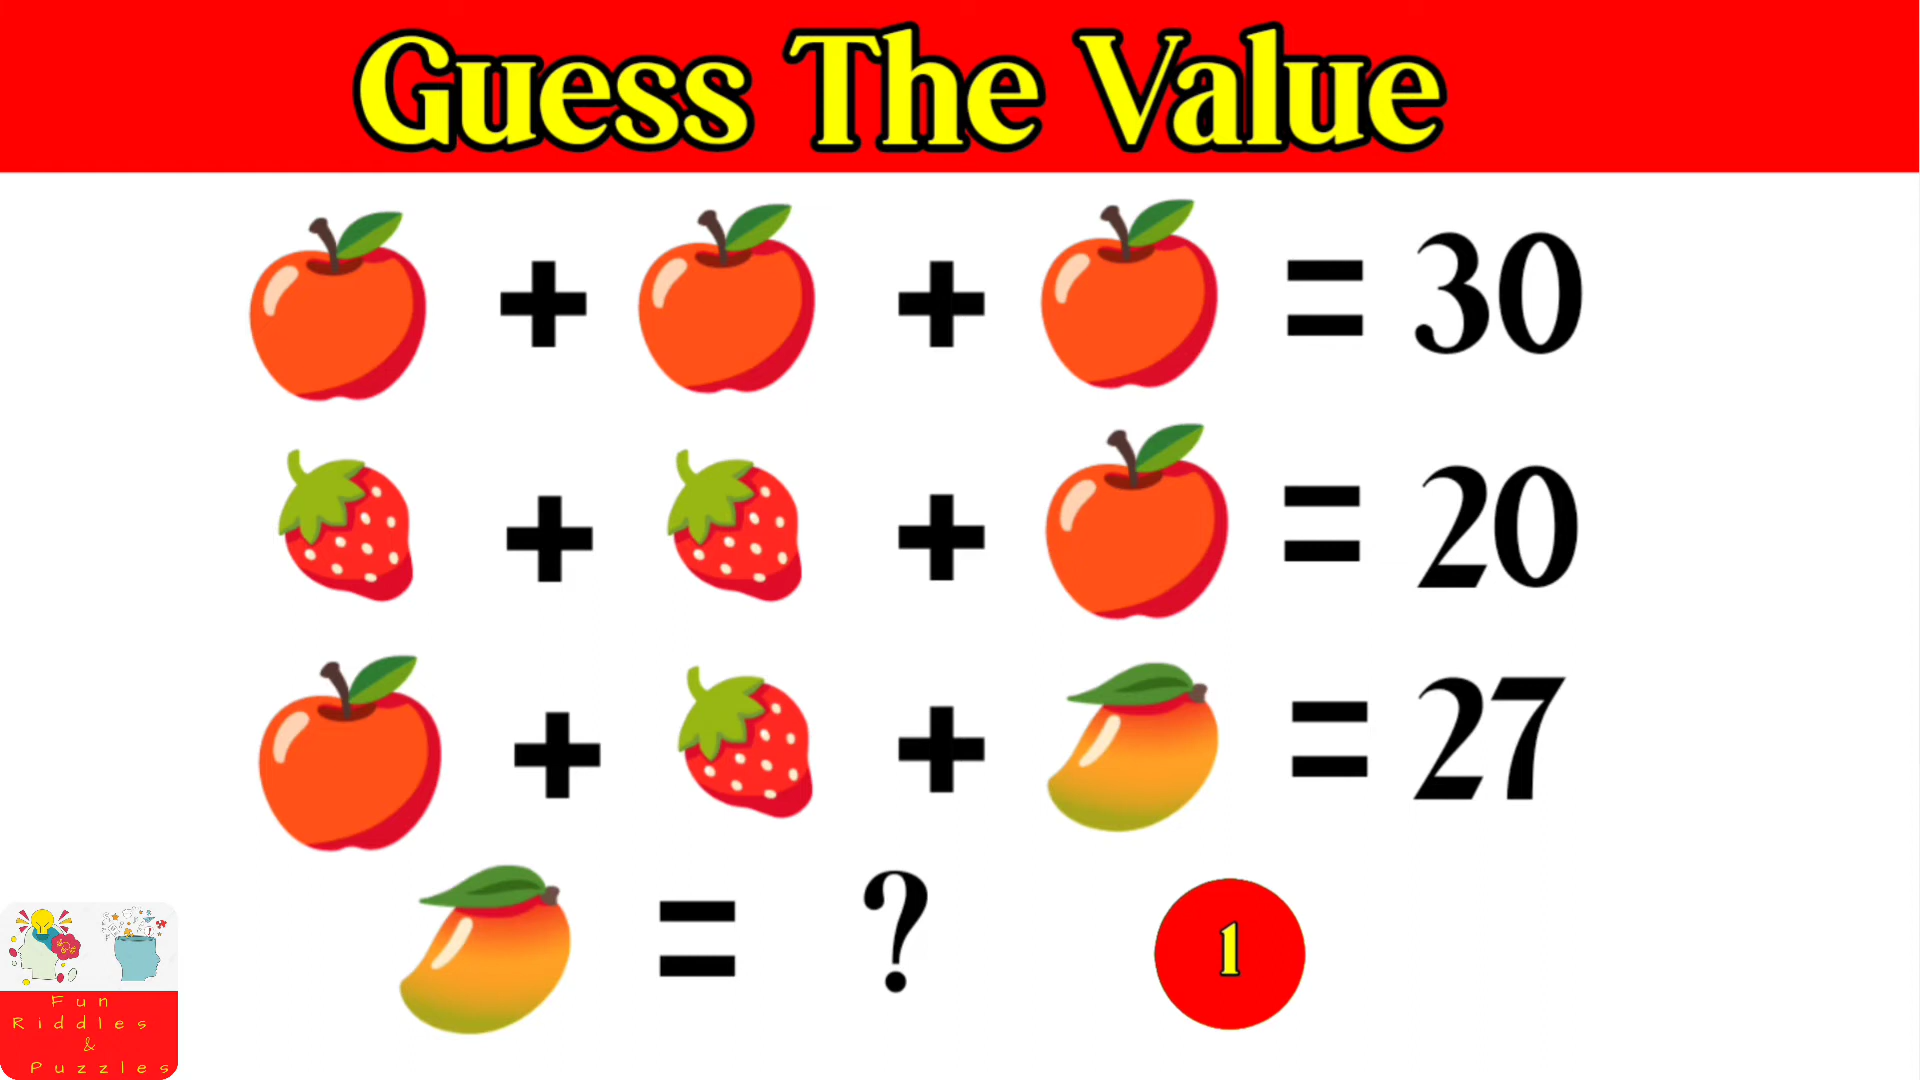 Guess The Value
+ + = 30
+ + = 20
+ + = 27
= ? 1
Fun
Riddles
&
Puzzles